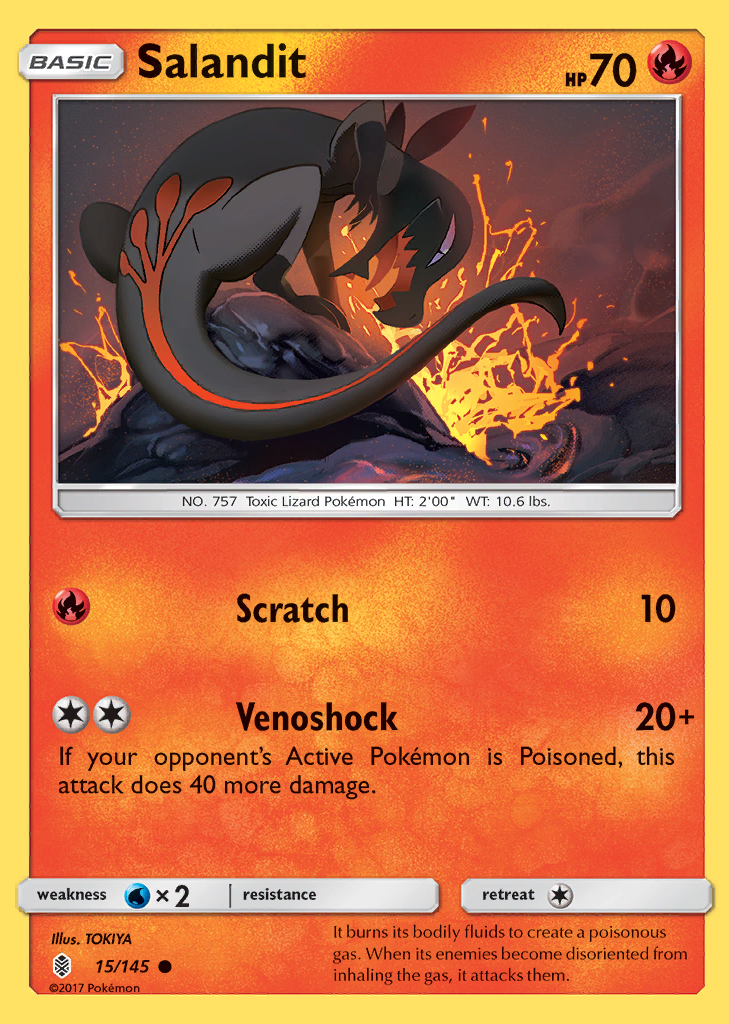 BASIC Salandit HP 70
NO. 757 Toxic Lizard Pokémon HT: 2'00" WT: 10.6 lbs.
Scratch 10
Venoshock 20+
If your opponent's Active Pokémon is Poisoned, this
attack does 40 more damage.
weakness ×2 resistance retreat
Illus. TOKIYA
15/145
©2017 Pokémon
It burns its bodily fluids to create a poisonous
gas. When its enemies become disoriented from
inhaling the gas, it attacks them.